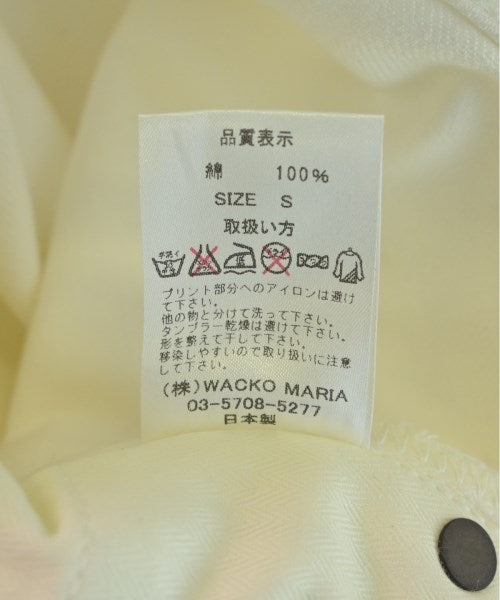 品質表示
綿 100%
SIZE S
取扱い方
手洗イ
プリント部分へのアイロンは避け
て下さい。
他の物と分けて洗って下さい。
タンブラー乾燥は避けて下さい。
形を整えて干して下さい。
移染しやすいので取り扱いに注意
して下さい。
(株)WACKO MARIA
03-5708-5277
日本製